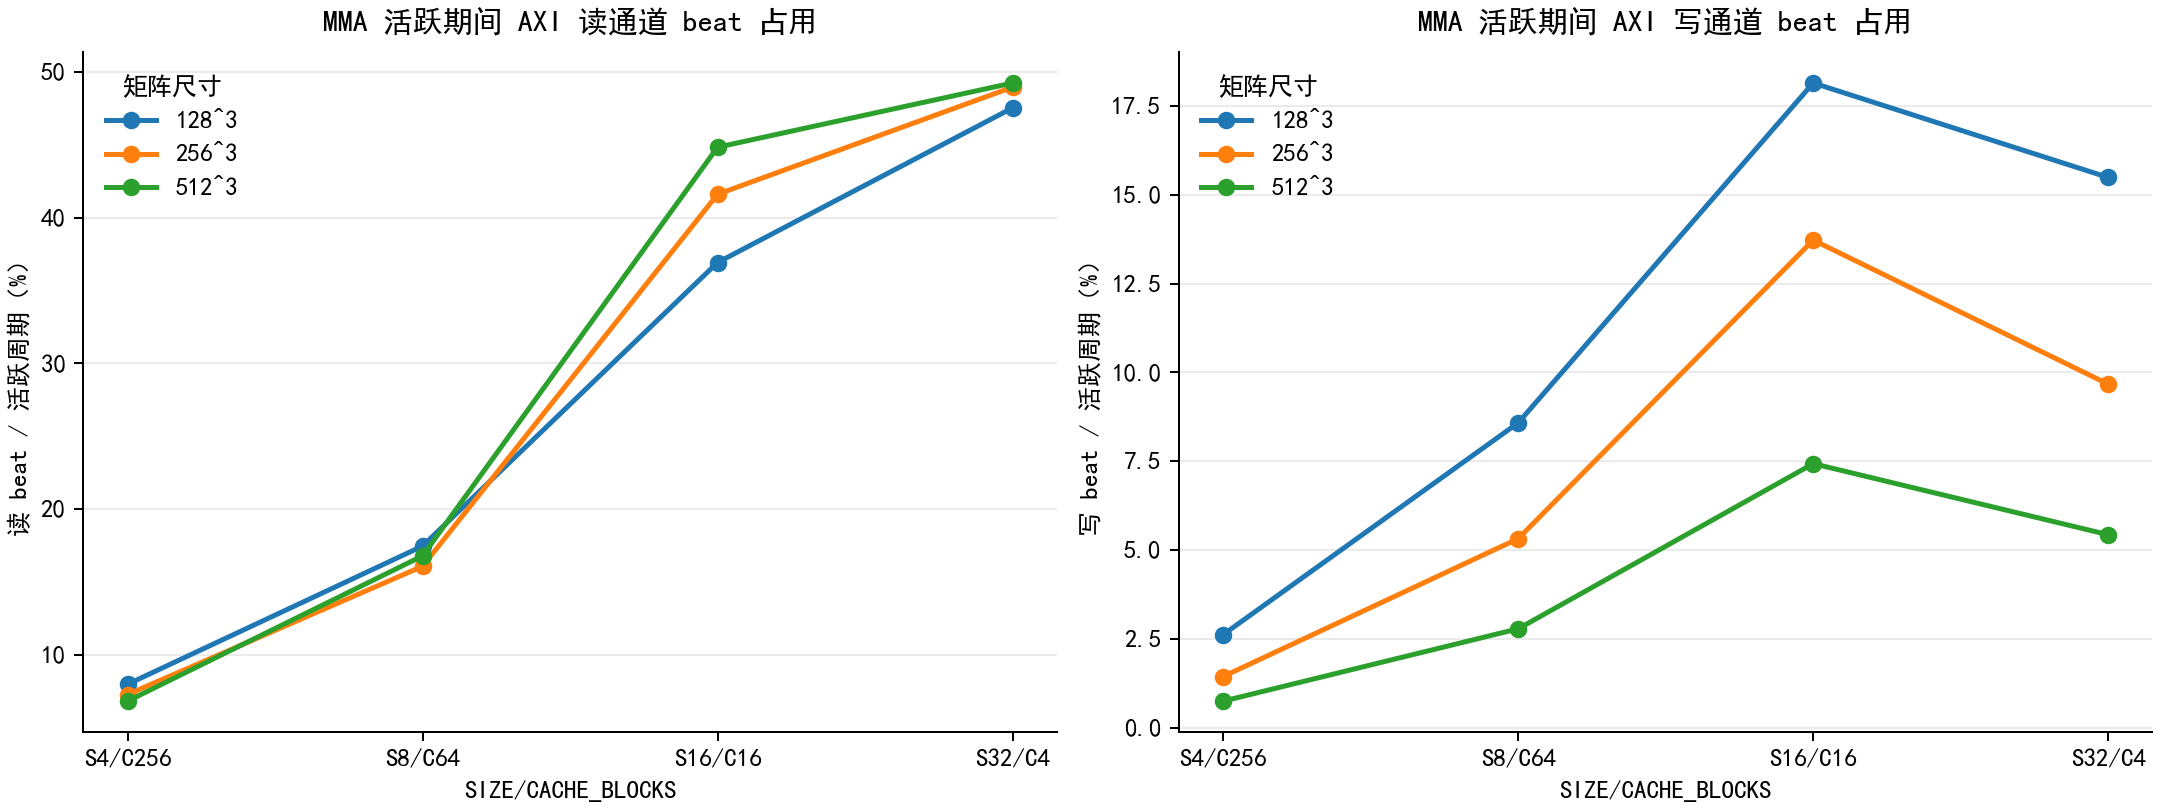 MMA 活跃期间 AXI 读通道 beat 占用
读 beat / 活跃周期 (%)
50
40
30
20
10
矩阵尺寸
128^3
256^3
512^3
S4/C256
S8/C64
S16/C16
S32/C4
SIZE/CACHE_BLOCKS
MMA 活跃期间 AXI 写通道 beat 占用
写 beat / 活跃周期 (%)
17.5
15.0
12.5
10.0
7.5
5.0
2.5
0.0
矩阵尺寸
128^3
256^3
512^3
S4/C256
S8/C64
S16/C16
S32/C4
SIZE/CACHE_BLOCKS